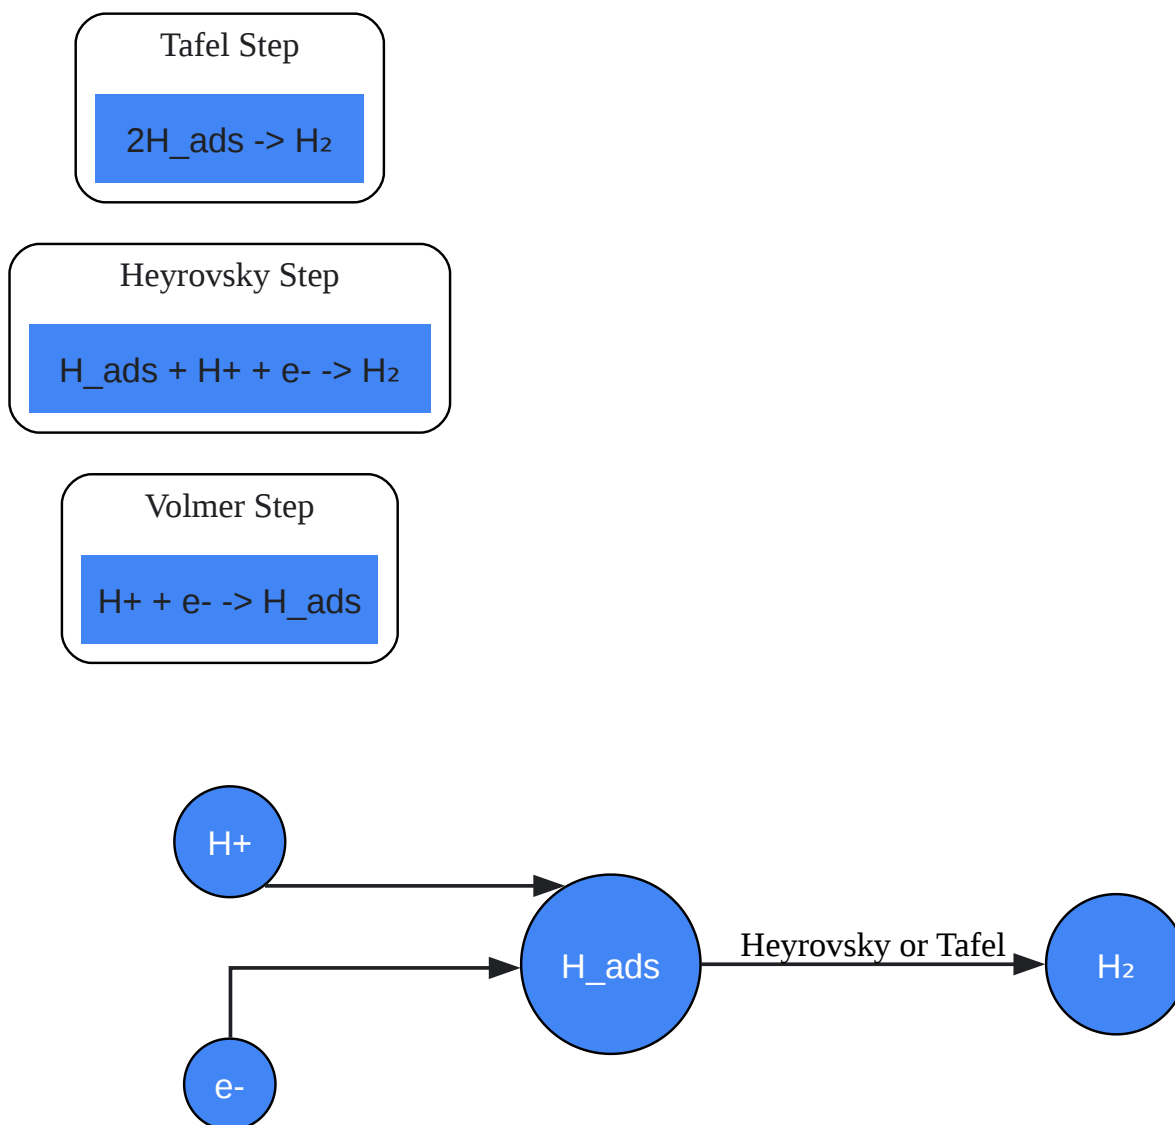 Tafel Step
2H_ads -> H₂
Heyrovsky Step
H_ads + H+ + e- -> H₂
Volmer Step
H+ + e- -> H_ads
H+
Heyrovsky or Tafel
H_ads
H₂
e-